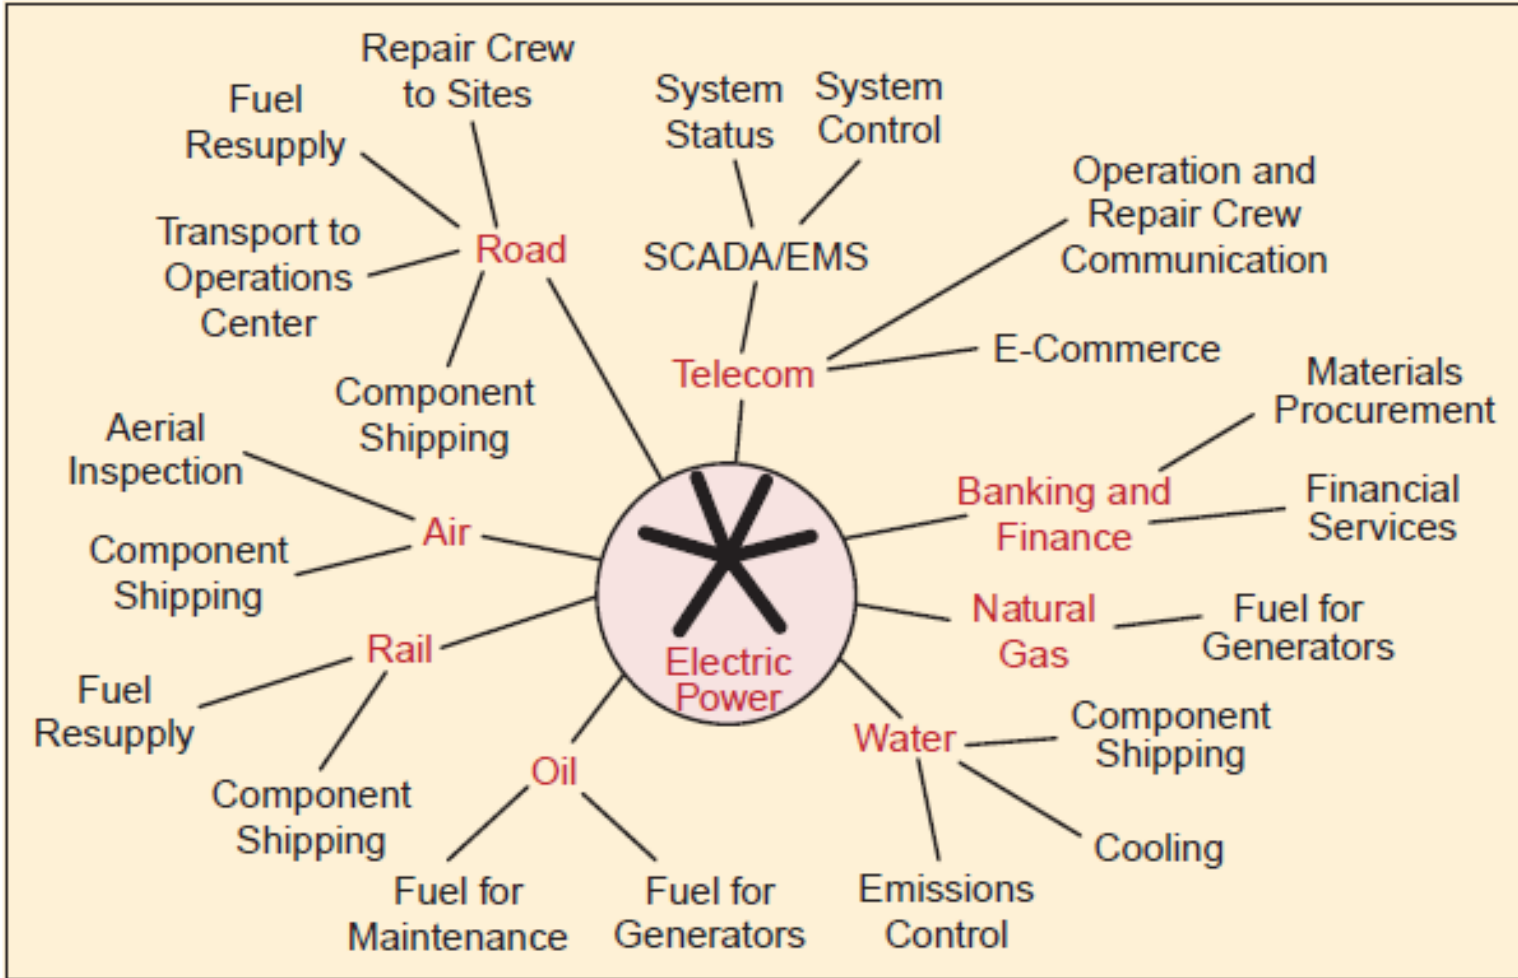 Repair Crew
to Sites
Fuel
Resupply
Transport to
Operations
Center
Road
Component
Shipping
System
Status
System
Control
SCADA/EMS
Telecom
Operation and
Repair Crew
Communication
E-Commerce
Materials
Procurement
Banking and
Finance
Financial
Services
Aerial
Inspection
Air
Component
Shipping
Electric
Power
Natural
Gas
Fuel for
Generators
Rail
Fuel
Resupply
Component
Shipping
Oil
Fuel for
Maintenance
Fuel for
Generators
Water
Component
Shipping
Cooling
Emissions
Control